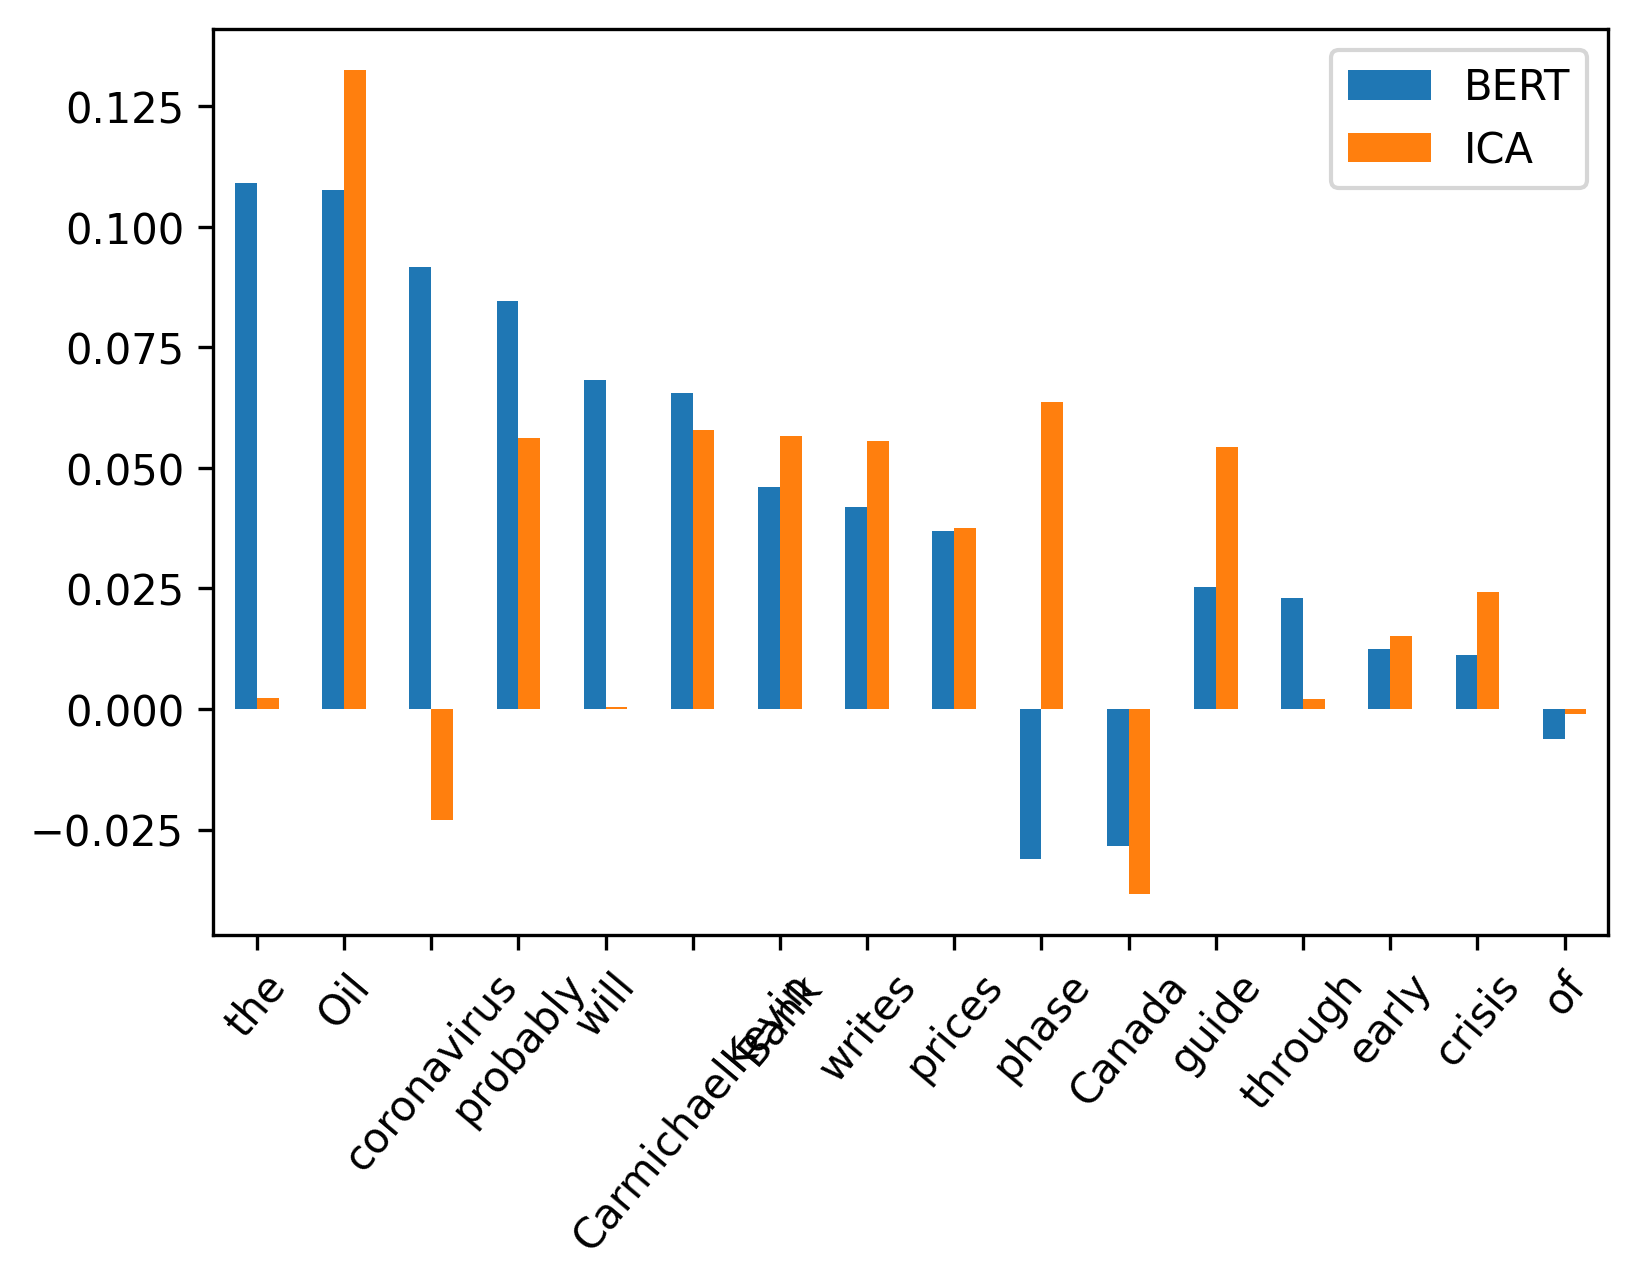 BERT
ICA
0.125
0.100
0.075
0.050
0.025
0.000
−0.025
the
Oil
coronavirus
probably
will
CarmichaelKevin
Bank
writes
prices
phase
Canada
guide
through
early
crisis
of